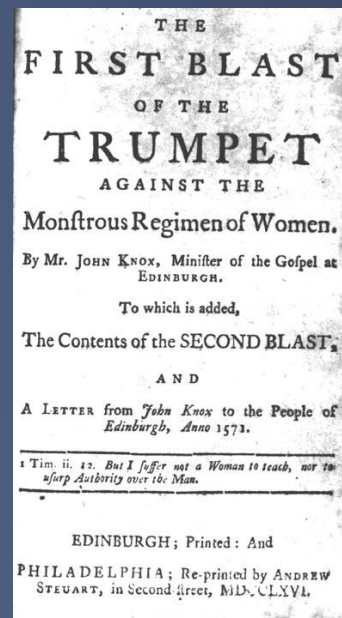 THE
FIRST BLAST
OF THE
TRUMPET
AGAINST THE
Monſtrous Regimen of Women.
By Mr. JOHN KNOX, Miniſter of the Goſpel at
EDINBURGH.
To which is added,
The Contents of the SECOND BLAST,
AND
A LETTER from John Knox to the People of
Edinburgh, Anno 1571.
1 Tim. ii. 12. But I ſuffer not a Woman to teach, nor to
uſurp Authority over the Man.
EDINBURGH; Printed: And
PHILADELPHIA; Re-printed by ANDREW
STEUART, in Second-ſtreet, MDCCLXVI.